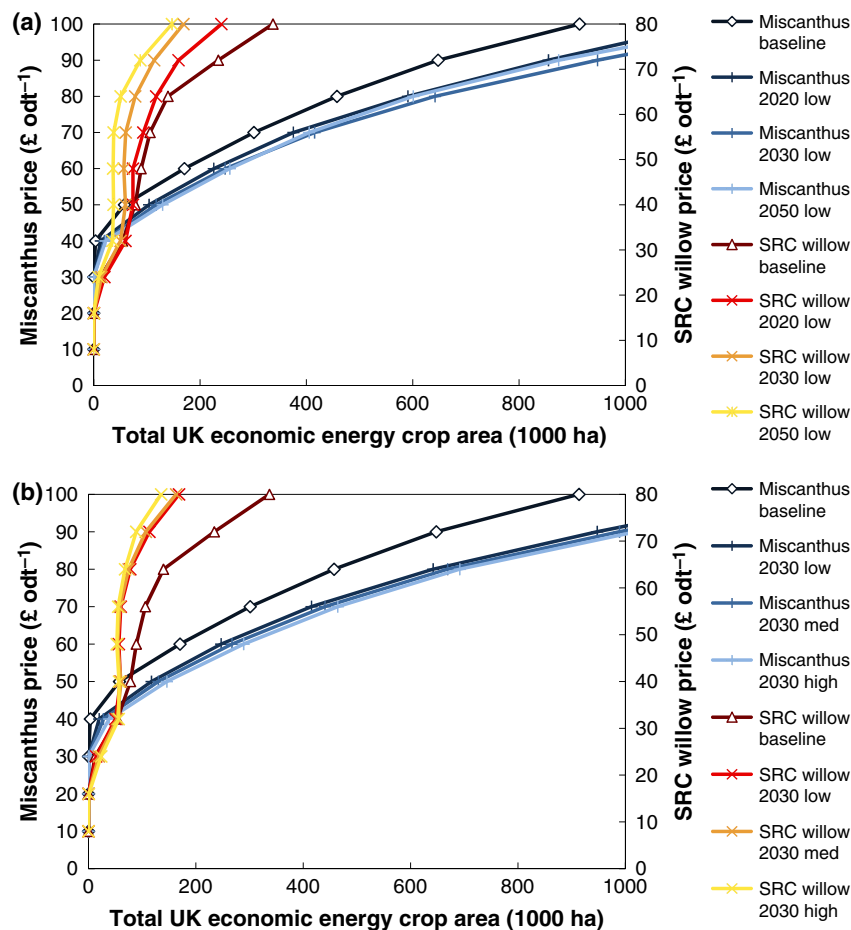 (a)
Miscanthus price (£ odt⁻¹)
100
90
80
70
60
50
40
30
20
10
0
0 200 400 600 800 1000
Total UK economic energy crop area (1000 ha)
80
70
60
50
40
30
20
10
0
SRC willow price (£ odt⁻¹)
Miscanthus
baseline
Miscanthus
2020 low
Miscanthus
2030 low
Miscanthus
2050 low
SRC willow
baseline
SRC willow
2020 low
SRC willow
2030 low
SRC willow
2050 low
(b)
Miscanthus price (£ odt⁻¹)
100
90
80
70
60
50
40
30
20
10
0
0 200 400 600 800 1000
Total UK economic energy crop area (1000 ha)
80
70
60
50
40
30
20
10
0
SRC willow price (£ odt⁻¹)
Miscanthus
baseline
Miscanthus
2030 low
Miscanthus
2030 med
Miscanthus
2030 high
SRC willow
baseline
SRC willow
2030 low
SRC willow
2030 med
SRC willow
2030 high